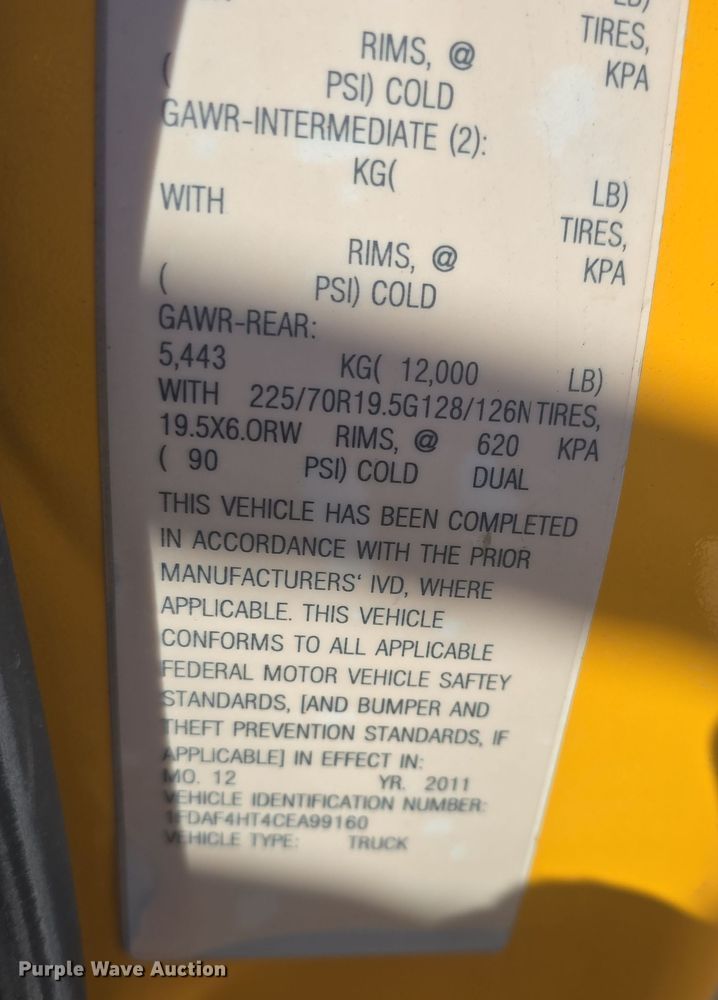 TIRES,
RIMS, @ KPA
( PSI) COLD
GAWR-INTERMEDIATE (2):
KG( LB)
WITH TIRES,
RIMS, @ KPA
( PSI) COLD
GAWR-REAR:
5,443 KG( 12,000 LB)
WITH 225/70R19.5G128/126N TIRES,
19.5X6.0RW RIMS, @ 620 KPA
( 90 PSI) COLD DUAL
THIS VEHICLE HAS BEEN COMPLETED
IN ACCORDANCE WITH THE PRIOR
MANUFACTURERS' IVD, WHERE
APPLICABLE. THIS VEHICLE
CONFORMS TO ALL APPLICABLE
FEDERAL MOTOR VEHICLE SAFTEY
STANDARDS, [AND BUMPER AND
THEFT PREVENTION STANDARDS, IF
APPLICABLE] IN EFFECT IN:
MO. 12 YR. 2011
VEHICLE IDENTIFICATION NUMBER:
1FDAF4HT4CEA99160
VEHICLE TYPE: TRUCK
Purple Wave Auction